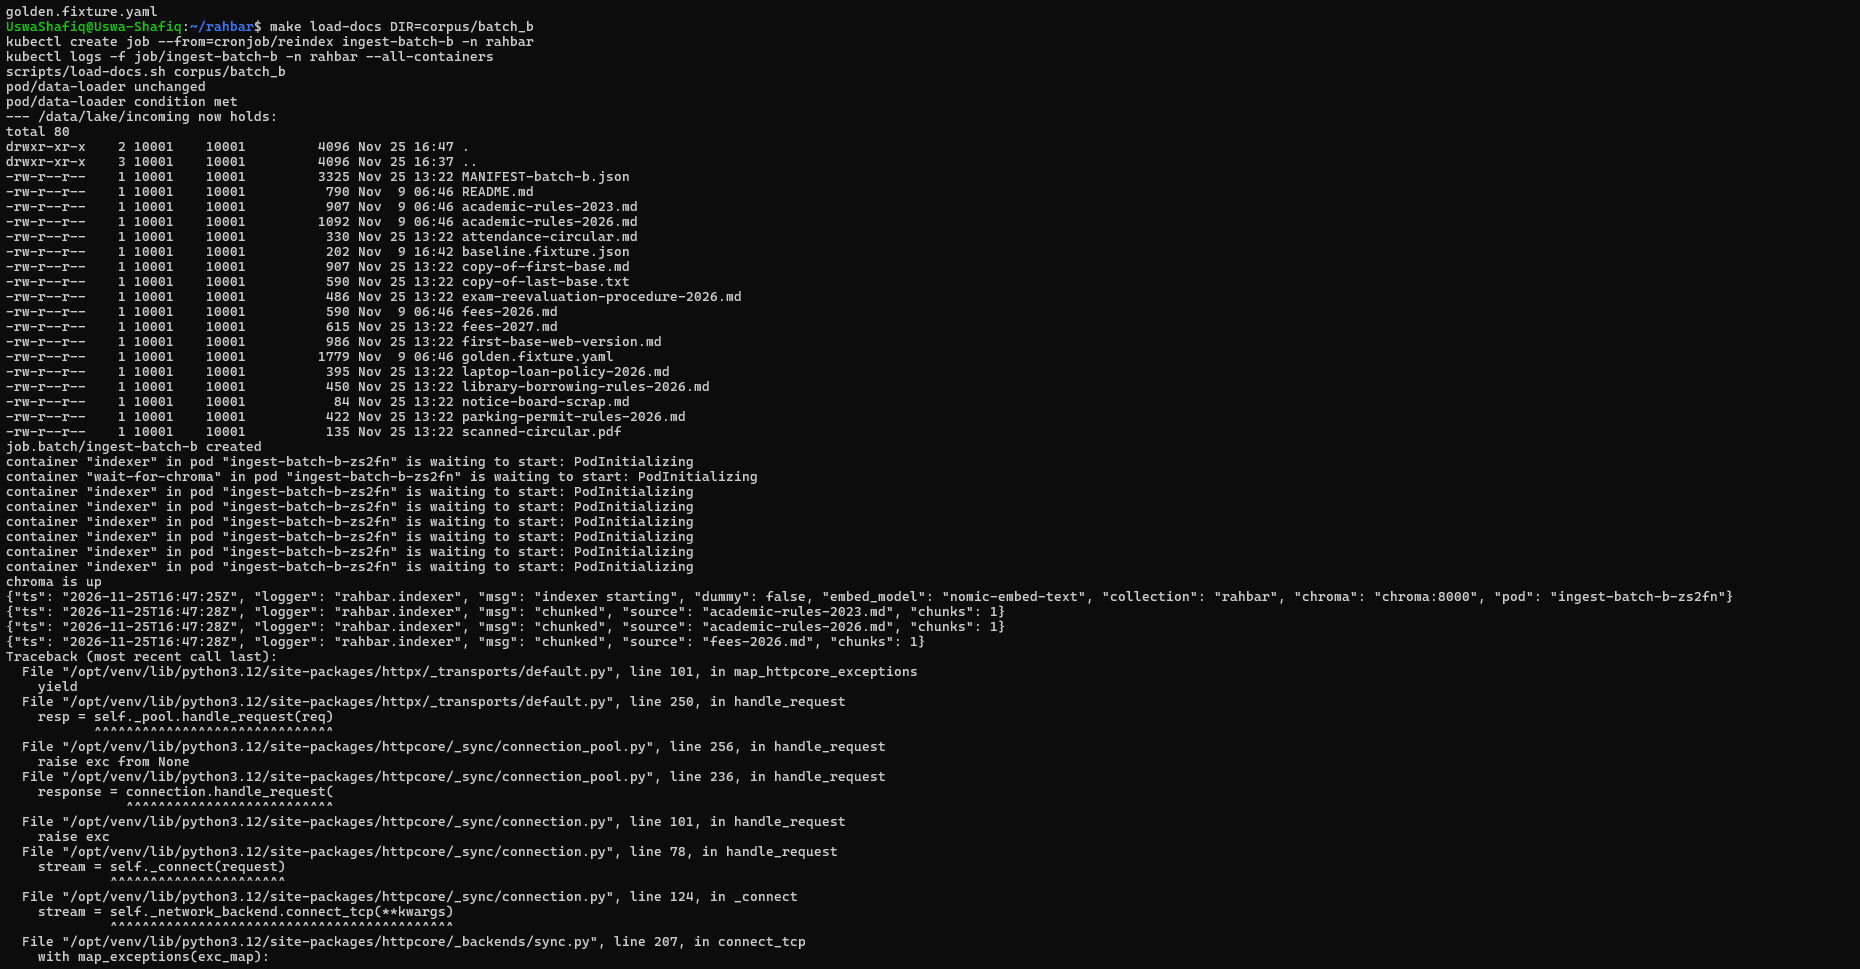 golden.fixture.yaml
UswaShafiq@Uswa-Shafiq:~/rahbar$ make load-docs DIR=corpus/batch_b
kubectl create job --from=cronjob/reindex ingest-batch-b -n rahbar
kubectl logs -f job/ingest-batch-b -n rahbar --all-containers
scripts/load-docs.sh corpus/batch_b
pod/data-loader unchanged
pod/data-loader condition met
--- /data/lake/incoming now holds:
total 80
drwxr-xr-x    2 10001    10001         4096 Nov 25 16:47 .
drwxr-xr-x    3 10001    10001         4096 Nov 25 16:37 ..
-rw-r--r--    1 10001    10001         3325 Nov 25 13:22 MANIFEST-batch-b.json
-rw-r--r--    1 10001    10001          790 Nov  9 06:46 README.md
-rw-r--r--    1 10001    10001          907 Nov  9 06:46 academic-rules-2023.md
-rw-r--r--    1 10001    10001         1092 Nov  9 06:46 academic-rules-2026.md
-rw-r--r--    1 10001    10001          330 Nov 25 13:22 attendance-circular.md
-rw-r--r--    1 10001    10001          202 Nov  9 16:42 baseline.fixture.json
-rw-r--r--    1 10001    10001          907 Nov 25 13:22 copy-of-first-base.md
-rw-r--r--    1 10001    10001          590 Nov 25 13:22 copy-of-last-base.txt
-rw-r--r--    1 10001    10001          486 Nov 25 13:22 exam-reevaluation-procedure-2026.md
-rw-r--r--    1 10001    10001          590 Nov  9 06:46 fees-2026.md
-rw-r--r--    1 10001    10001          615 Nov 25 13:22 fees-2027.md
-rw-r--r--    1 10001    10001          986 Nov 25 13:22 first-base-web-version.md
-rw-r--r--    1 10001    10001         1779 Nov  9 06:46 golden.fixture.yaml
-rw-r--r--    1 10001    10001          395 Nov 25 13:22 laptop-loan-policy-2026.md
-rw-r--r--    1 10001    10001          450 Nov 25 13:22 library-borrowing-rules-2026.md
-rw-r--r--    1 10001    10001           84 Nov 25 13:22 notice-board-scrap.md
-rw-r--r--    1 10001    10001          422 Nov 25 13:22 parking-permit-rules-2026.md
-rw-r--r--    1 10001    10001          135 Nov 25 13:22 scanned-circular.pdf
job.batch/ingest-batch-b created
container "indexer" in pod "ingest-batch-b-zs2fn" is waiting to start: PodInitializing
container "wait-for-chroma" in pod "ingest-batch-b-zs2fn" is waiting to start: PodInitializing
container "indexer" in pod "ingest-batch-b-zs2fn" is waiting to start: PodInitializing
container "indexer" in pod "ingest-batch-b-zs2fn" is waiting to start: PodInitializing
container "indexer" in pod "ingest-batch-b-zs2fn" is waiting to start: PodInitializing
container "indexer" in pod "ingest-batch-b-zs2fn" is waiting to start: PodInitializing
container "indexer" in pod "ingest-batch-b-zs2fn" is waiting to start: PodInitializing
container "indexer" in pod "ingest-batch-b-zs2fn" is waiting to start: PodInitializing
chroma is up
{"ts": "2026-11-25T16:47:25Z", "logger": "rahbar.indexer", "msg": "indexer starting", "dummy": false, "embed_model": "nomic-embed-text", "collection": "rahbar", "chroma": "chroma:8000", "pod": "ingest-batch-b-zs2fn"}
{"ts": "2026-11-25T16:47:28Z", "logger": "rahbar.indexer", "msg": "chunked", "source": "academic-rules-2023.md", "chunks": 1}
{"ts": "2026-11-25T16:47:28Z", "logger": "rahbar.indexer", "msg": "chunked", "source": "academic-rules-2026.md", "chunks": 1}
{"ts": "2026-11-25T16:47:28Z", "logger": "rahbar.indexer", "msg": "chunked", "source": "fees-2026.md", "chunks": 1}
Traceback (most recent call last):
  File "/opt/venv/lib/python3.12/site-packages/httpx/_transports/default.py", line 101, in map_httpcore_exceptions
    yield
  File "/opt/venv/lib/python3.12/site-packages/httpx/_transports/default.py", line 250, in handle_request
    resp = self._pool.handle_request(req)
           ^^^^^^^^^^^^^^^^^^^^^^^^^^^^^^
  File "/opt/venv/lib/python3.12/site-packages/httpcore/_sync/connection_pool.py", line 256, in handle_request
    raise exc from None
  File "/opt/venv/lib/python3.12/site-packages/httpcore/_sync/connection_pool.py", line 236, in handle_request
    response = connection.handle_request(
               ^^^^^^^^^^^^^^^^^^^^^^^^^^
  File "/opt/venv/lib/python3.12/site-packages/httpcore/_sync/connection.py", line 101, in handle_request
    raise exc
  File "/opt/venv/lib/python3.12/site-packages/httpcore/_sync/connection.py", line 78, in handle_request
    stream = self._connect(request)
             ^^^^^^^^^^^^^^^^^^^^^^
  File "/opt/venv/lib/python3.12/site-packages/httpcore/_sync/connection.py", line 124, in _connect
    stream = self._network_backend.connect_tcp(**kwargs)
             ^^^^^^^^^^^^^^^^^^^^^^^^^^^^^^^^^^^^^^^^^^^
  File "/opt/venv/lib/python3.12/site-packages/httpcore/_backends/sync.py", line 207, in connect_tcp
    with map_exceptions(exc_map):